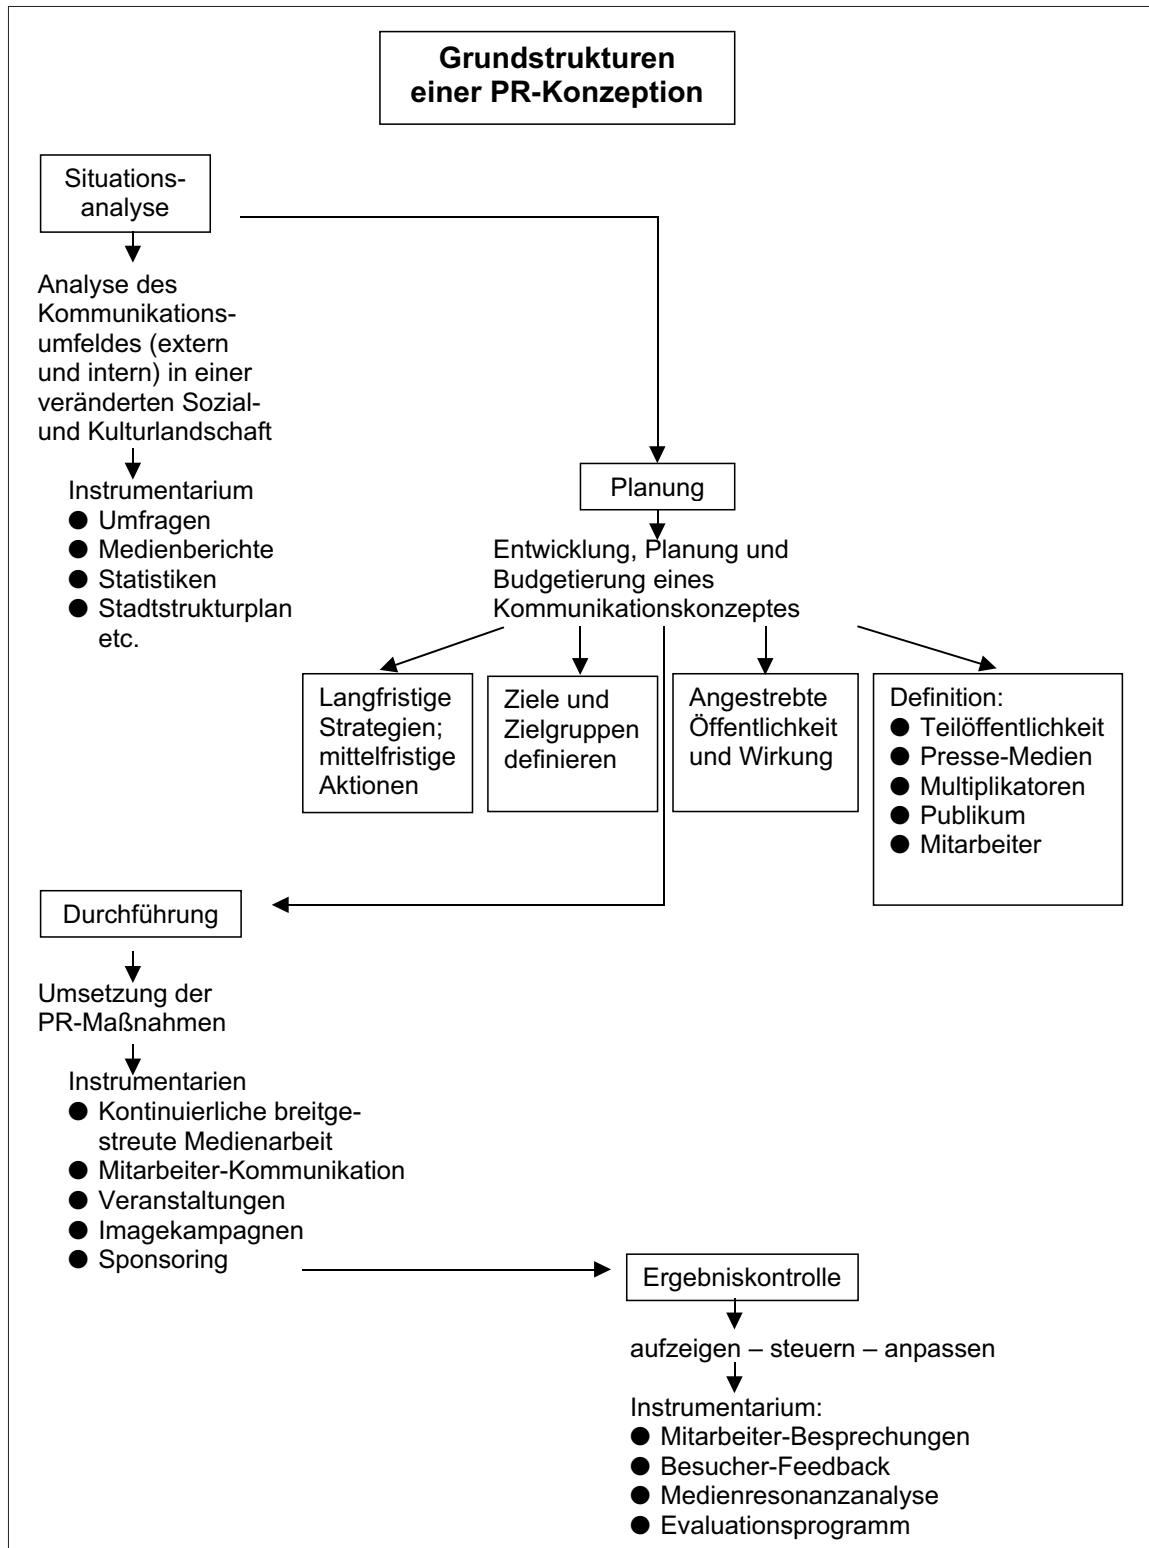 Grundstrukturen
einer PR-Konzeption
Situations-
analyse
Analyse des
Kommunikations-
umfeldes (extern
und intern) in einer
veränderten Sozial-
und Kulturlandschaft
Instrumentarium
● Umfragen
● Medienberichte
● Statistiken
● Stadtstrukturplan
etc.
Planung
Entwicklung, Planung und
Budgetierung eines
Kommunikationskonzeptes
Langfristige
Strategien;
mittelfristige
Aktionen
Ziele und
Zielgruppen
definieren
Angestrebte
Öffentlichkeit
und Wirkung
Definition:
● Teilöffentlichkeit
● Presse-Medien
● Multiplikatoren
● Publikum
● Mitarbeiter
Durchführung
Umsetzung der
PR-Maßnahmen
Instrumentarien
● Kontinuierliche breitge-
streute Medienarbeit
● Mitarbeiter-Kommunikation
● Veranstaltungen
● Imagekampagnen
● Sponsoring
Ergebniskontrolle
aufzeigen – steuern – anpassen
Instrumentarium:
● Mitarbeiter-Besprechungen
● Besucher-Feedback
● Medienresonanzanalyse
● Evaluationsprogramm